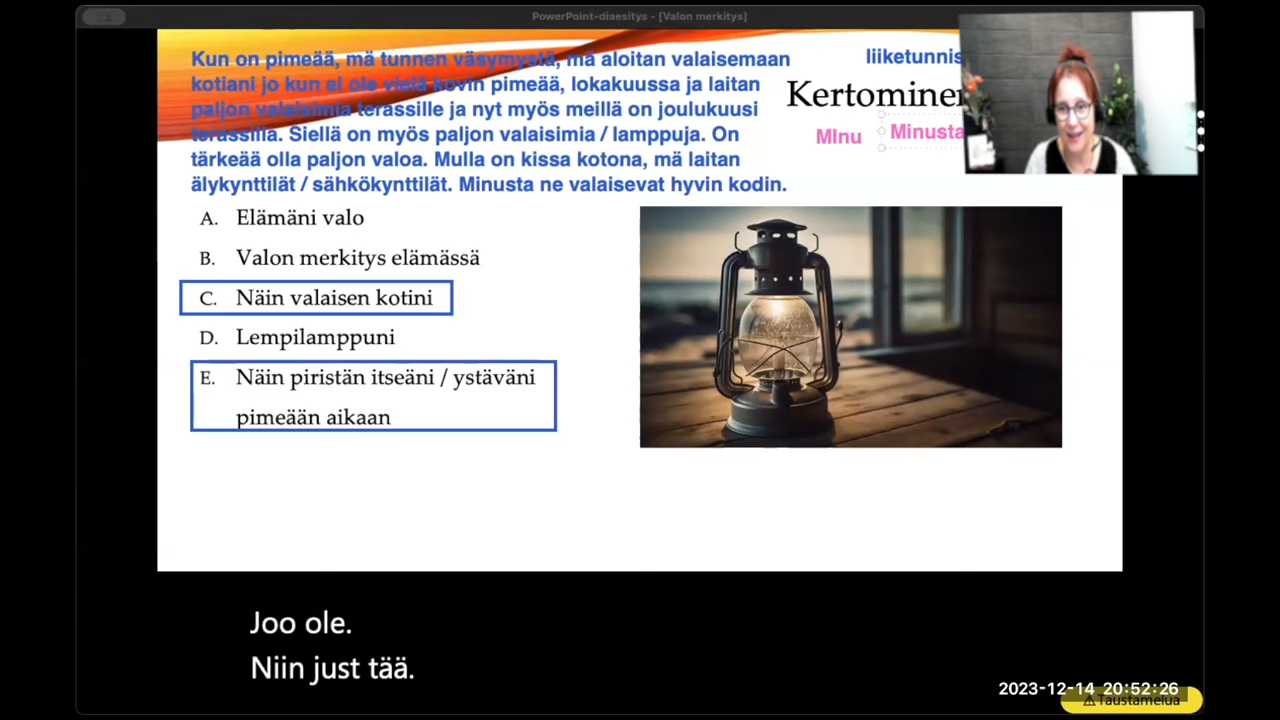 PowerPoint-diaesitys - [Valon merkitys]
Kun on pimeää, mä tunnen väsymystä, mä aloitan valaisemaan
kotiani jo kun ei ole vielä kovin pimeää, lokakuussa ja laitan
paljon valaisimia terassille ja nyt myös meillä on joulukuusi
terassilla. Siellä on myös paljon valaisimia / lamppuja. On
tärkeää olla paljon valoa. Mulla on kissa kotona, mä laitan
älykynttilät / sähkökynttilät. Minusta ne valaisevat hyvin kodin.
liiketunnis
Kertominen
MInu
Minusta
A. Elämäni valo
B. Valon merkitys elämässä
C. Näin valaisen kotini
D. Lempilamppuni
E. Näin piristän itseäni / ystäväni
pimeään aikaan
Joo ole.
Niin just tää.
2023-12-14 20:52:26
Taustamelua